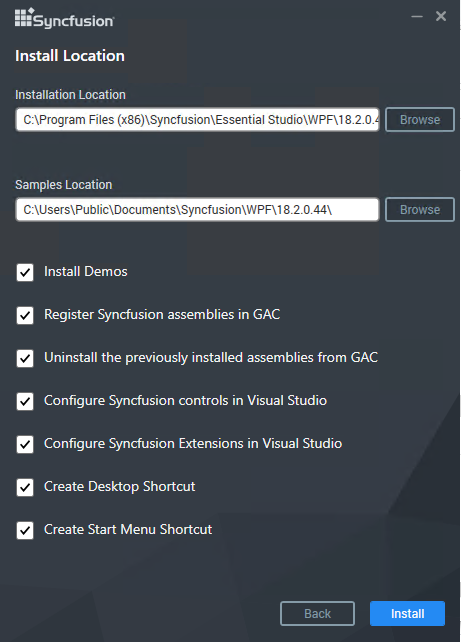 Syncfusion
Install Location
Installation Location
C:\Program Files (x86)\Syncfusion\Essential Studio\WPF\18.2.0.4
Browse
Samples Location
C:\Users\Public\Documents\Syncfusion\WPF\18.2.0.44\
Browse
Install Demos
Register Syncfusion assemblies in GAC
Uninstall the previously installed assemblies from GAC
Configure Syncfusion controls in Visual Studio
Configure Syncfusion Extensions in Visual Studio
Create Desktop Shortcut
Create Start Menu Shortcut
Back
Install